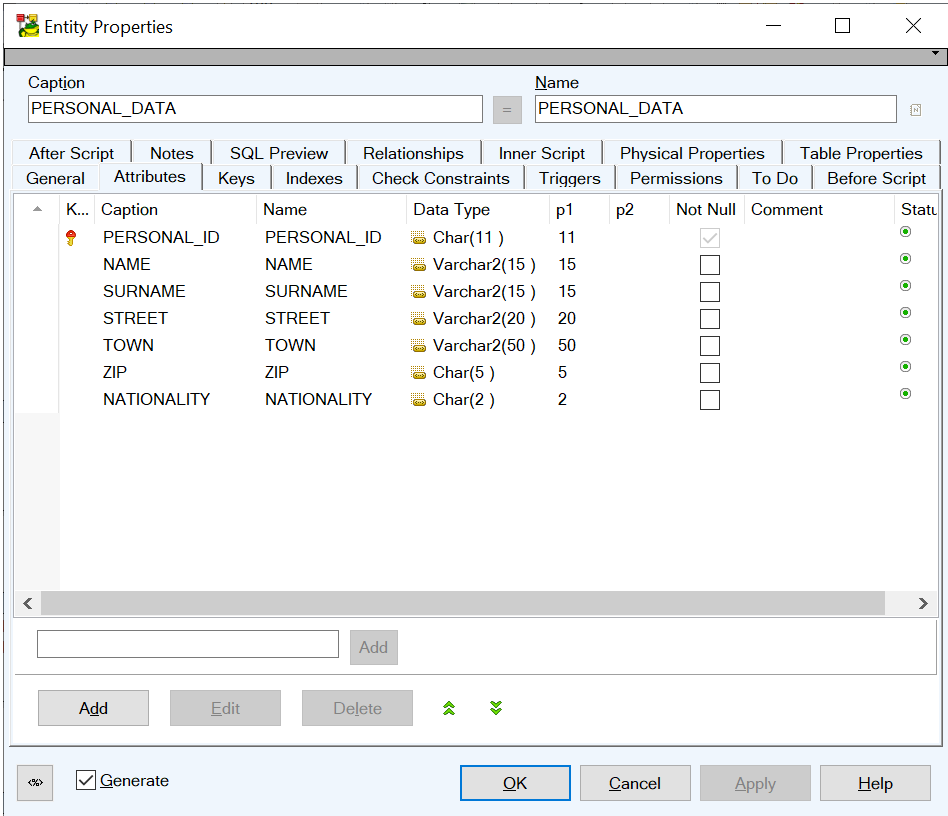 Entity Properties
Caption Name
PERSONAL_DATA = PERSONAL_DATA
After Script Notes SQL Preview Relationships Inner Script Physical Properties Table Properties
General Attributes Keys Indexes Check Constraints Triggers Permissions To Do Before Script
K... Caption Name Data Type p1 p2 Not Null Comment Statu
PERSONAL_ID PERSONAL_ID Char(11 ) 11
NAME NAME Varchar2(15 ) 15
SURNAME SURNAME Varchar2(15 ) 15
STREET STREET Varchar2(20 ) 20
TOWN TOWN Varchar2(50 ) 50
ZIP ZIP Char(5 ) 5
NATIONALITY NATIONALITY Char(2 ) 2
Add
Add Edit Delete
<%> Generate OK Cancel Apply Help